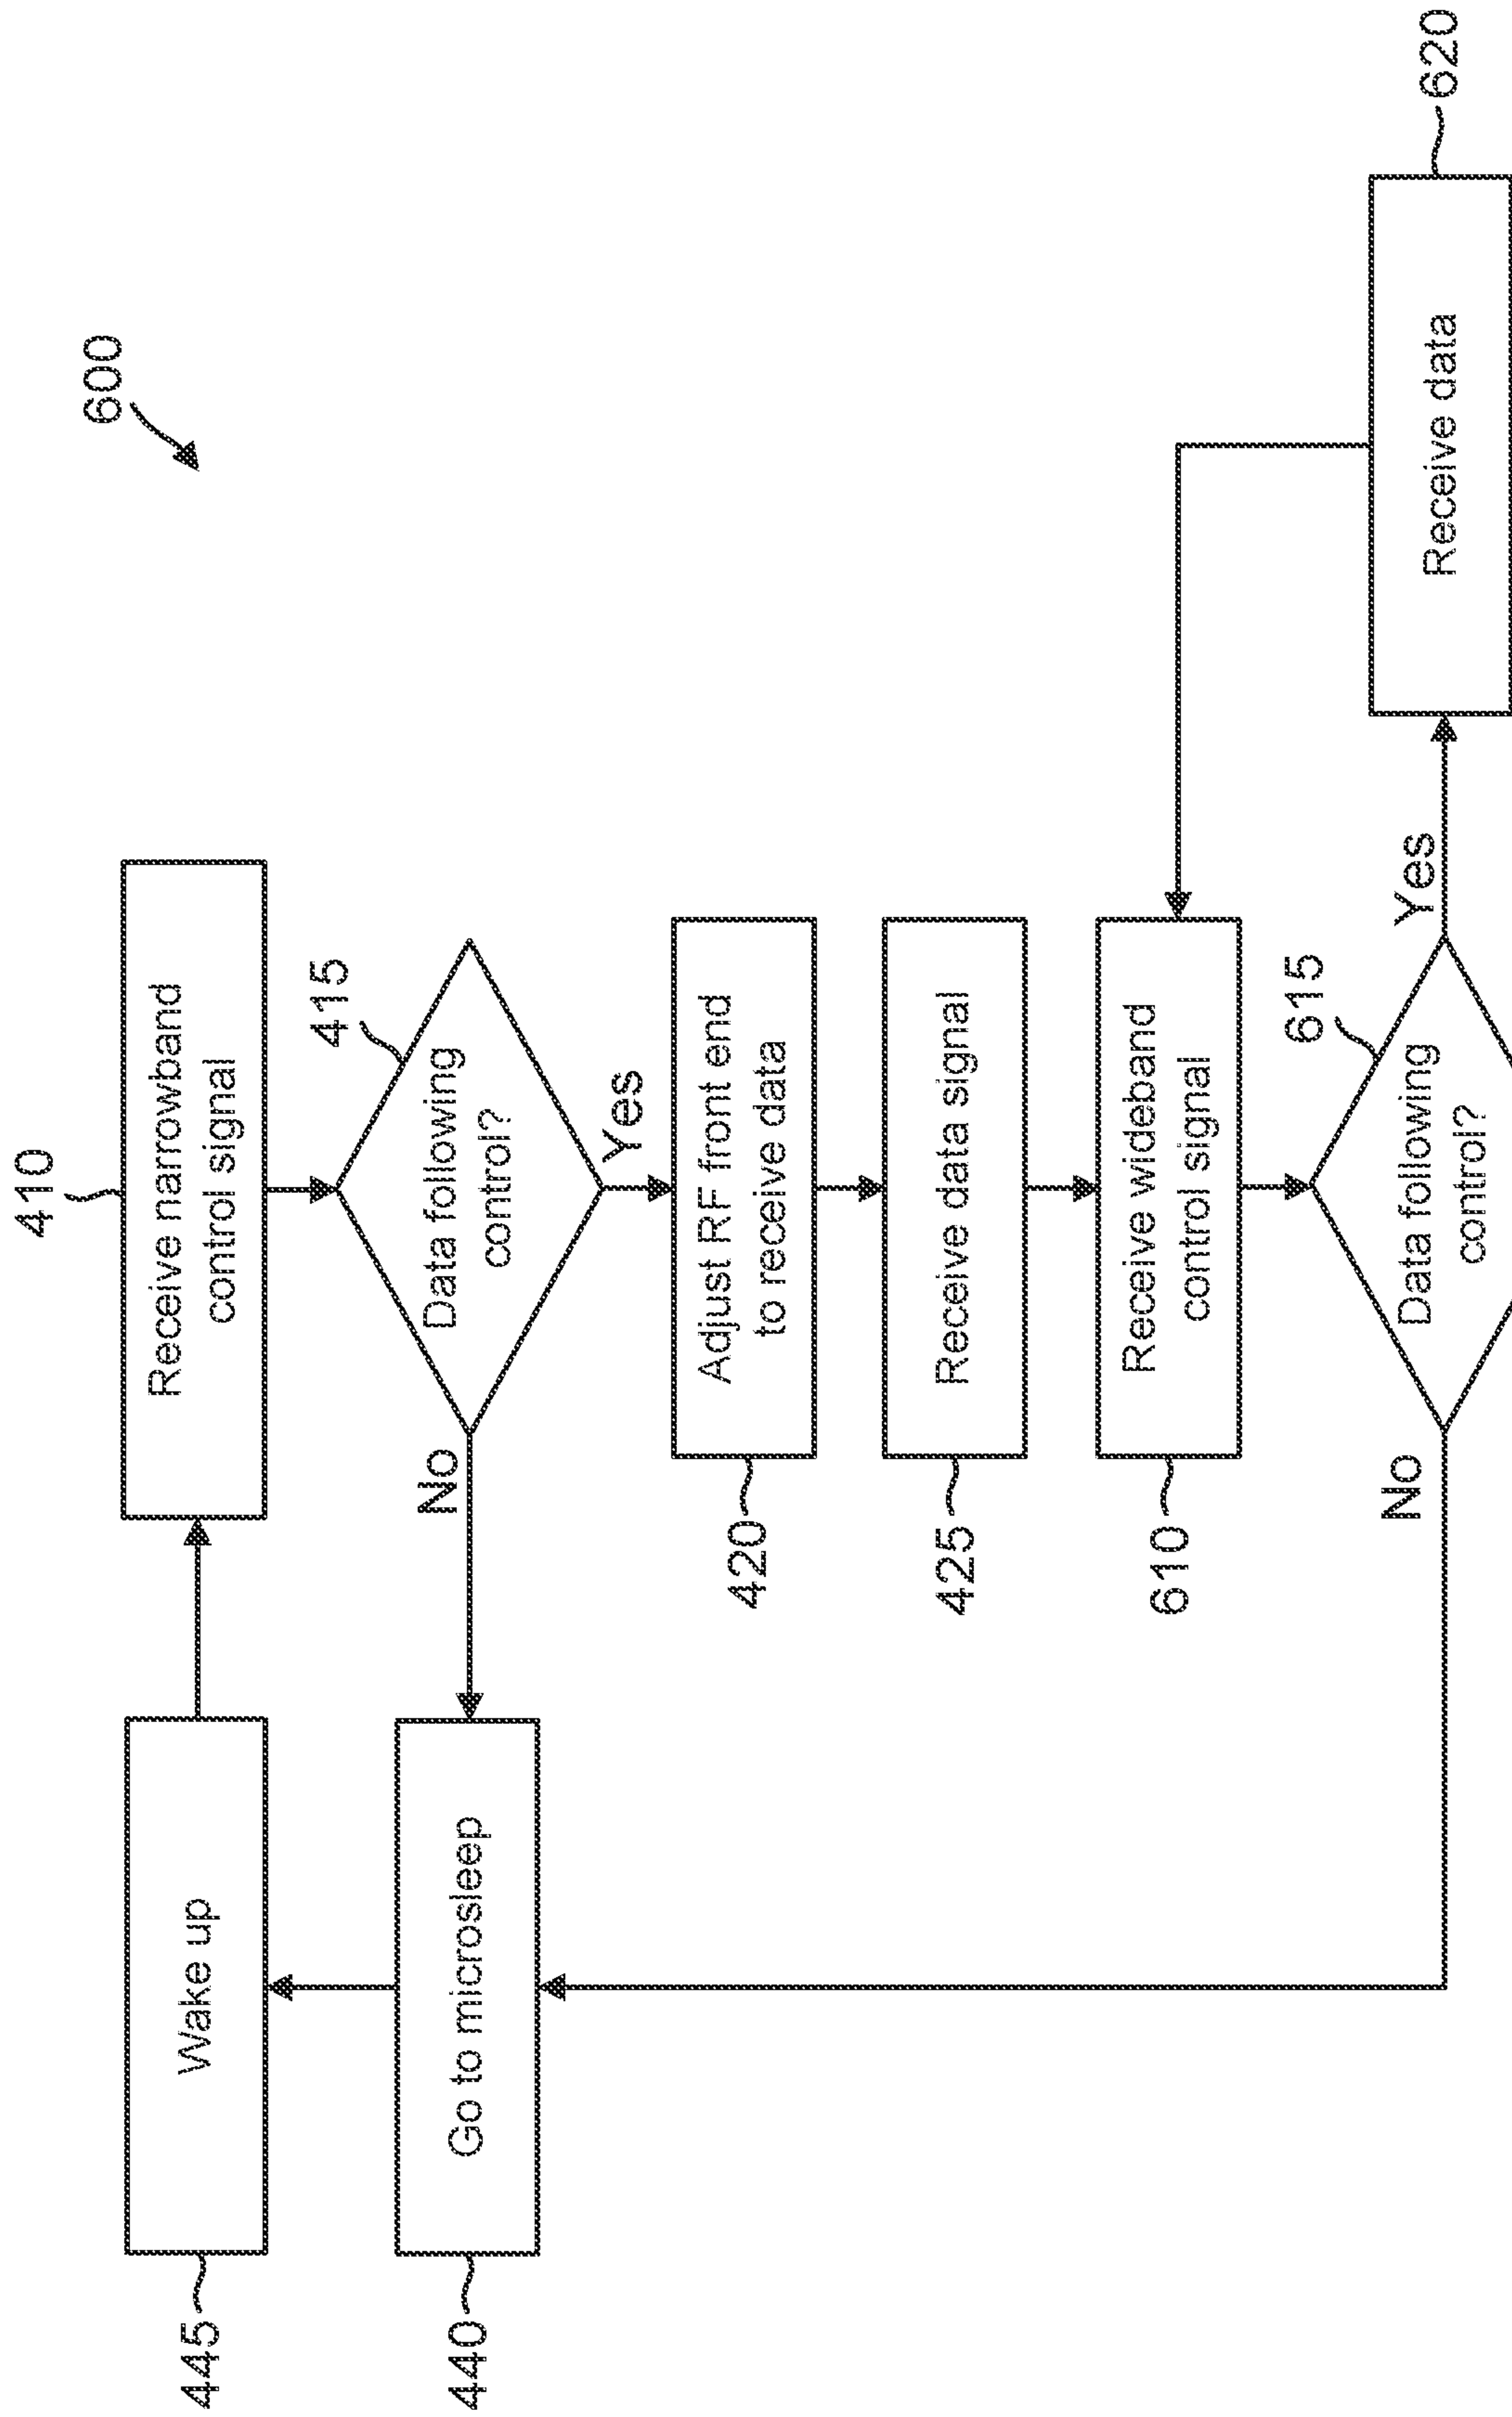 600
410
Receive narrowband
control signal
445
Wake up
415
Data following
control?
No
Yes
440
Go to microsleep
420
Adjust RF front end
to receive data
425
Receive data signal
610
Receive wideband
control signal
615
Data following
control?
No
Yes
Receive data
620